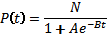 P(t) = N / (1 + Ae^{-Bt})